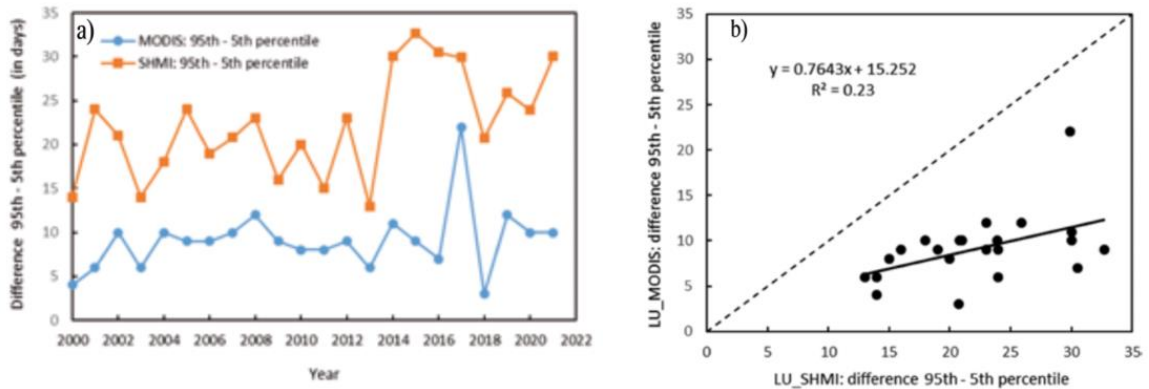 a)
MODIS: 95th - 5th percentile
SHMI: 95th - 5th percentile
Difference 95th - 5th percentile (in days)
35
30
25
20
15
10
5
0
2000 2002 2004 2006 2008 2010 2012 2014 2016 2018 2020 2022
Year
b)
y = 0.7643x + 15.252
R² = 0.23
LU_MODIS: difference 95th - 5th percentile
35
30
25
20
15
10
5
0
0 5 10 15 20 25 30 35
LU_SHMI: difference 95th - 5th percentile